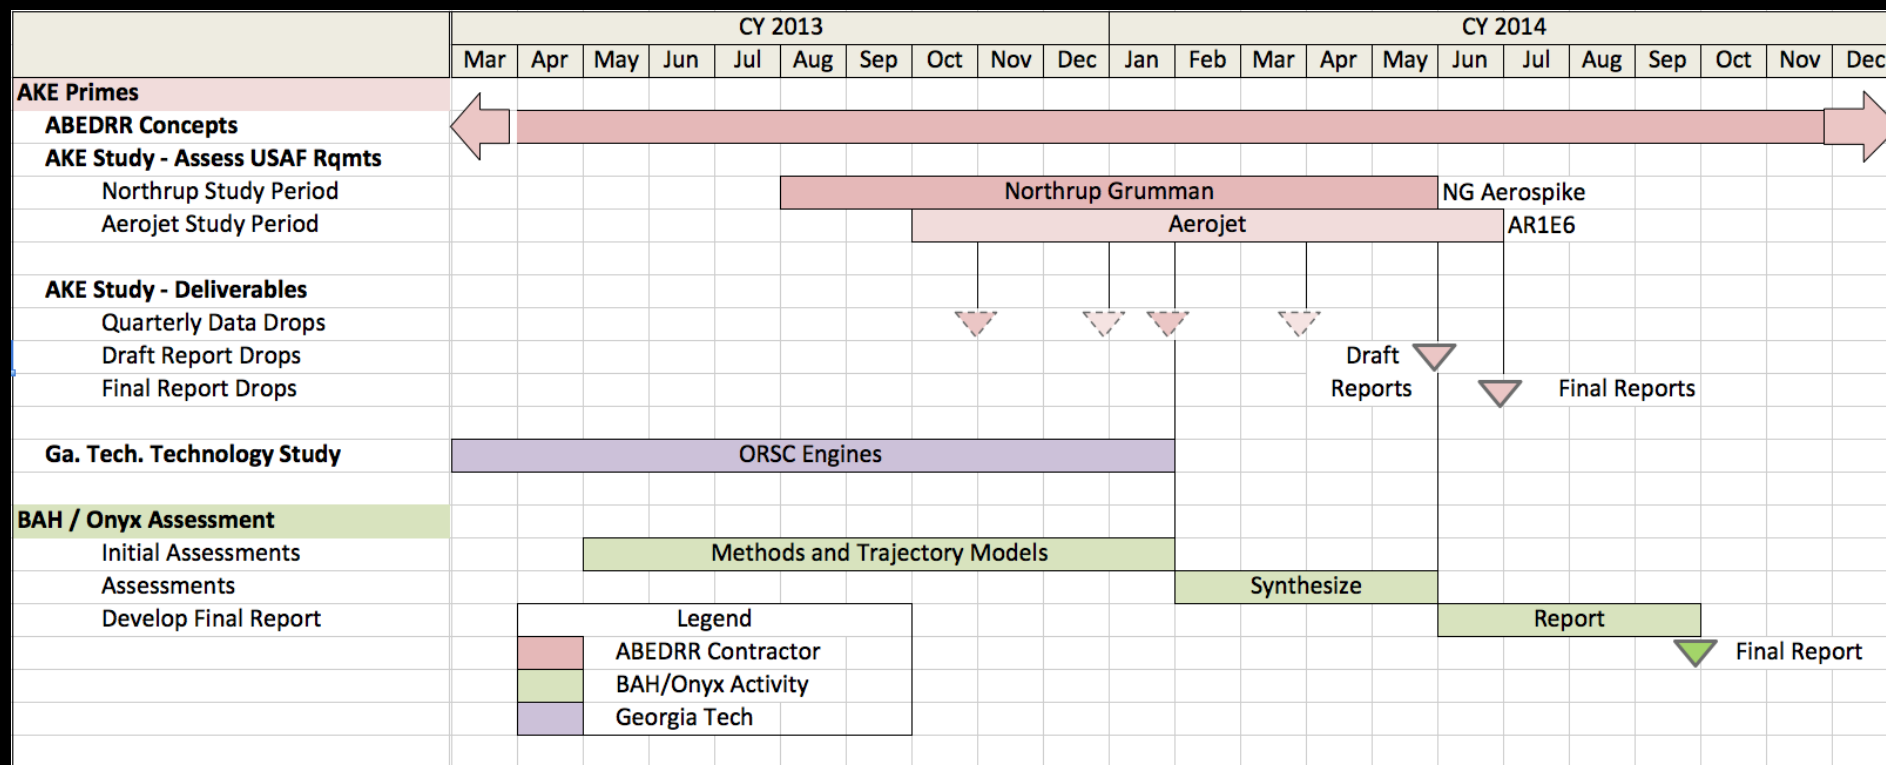 CY 2013 CY 2014
Mar Apr May Jun Jul Aug Sep Oct Nov Dec Jan Feb Mar Apr May Jun Jul Aug Sep Oct Nov Dec
AKE Primes
ABEDRR Concepts
AKE Study - Assess USAF Rqmts
Northrup Study Period Northrup Grumman NG Aerospike
Aerojet Study Period Aerojet AR1E6
AKE Study - Deliverables
Quarterly Data Drops
Draft Report Drops Draft
Final Report Drops Reports Final Reports
Ga. Tech. Technology Study ORSC Engines
BAH / Onyx Assessment
Initial Assessments Methods and Trajectory Models
Assessments Synthesize
Develop Final Report Legend Report
ABEDRR Contractor Final Report
BAH/Onyx Activity
Georgia Tech